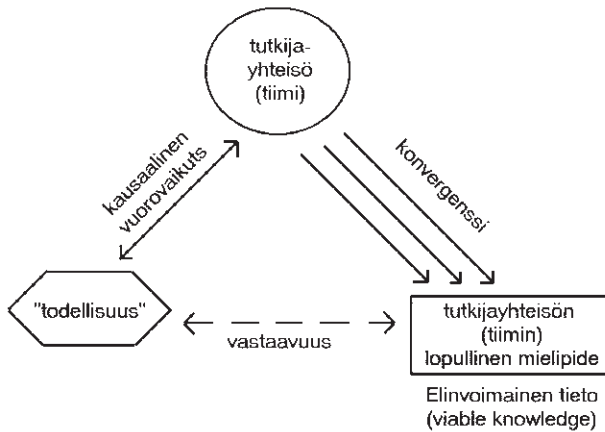 tutkija-
yhteisö
(tiimi)
kausaalinen
vuorovaikuts
konvergenssi
"todellisuus"
vastaavuus
tutkijayhteisön
(tiimin)
lopullinen mielipide
Elinvoimainen tieto
(viable knowledge)